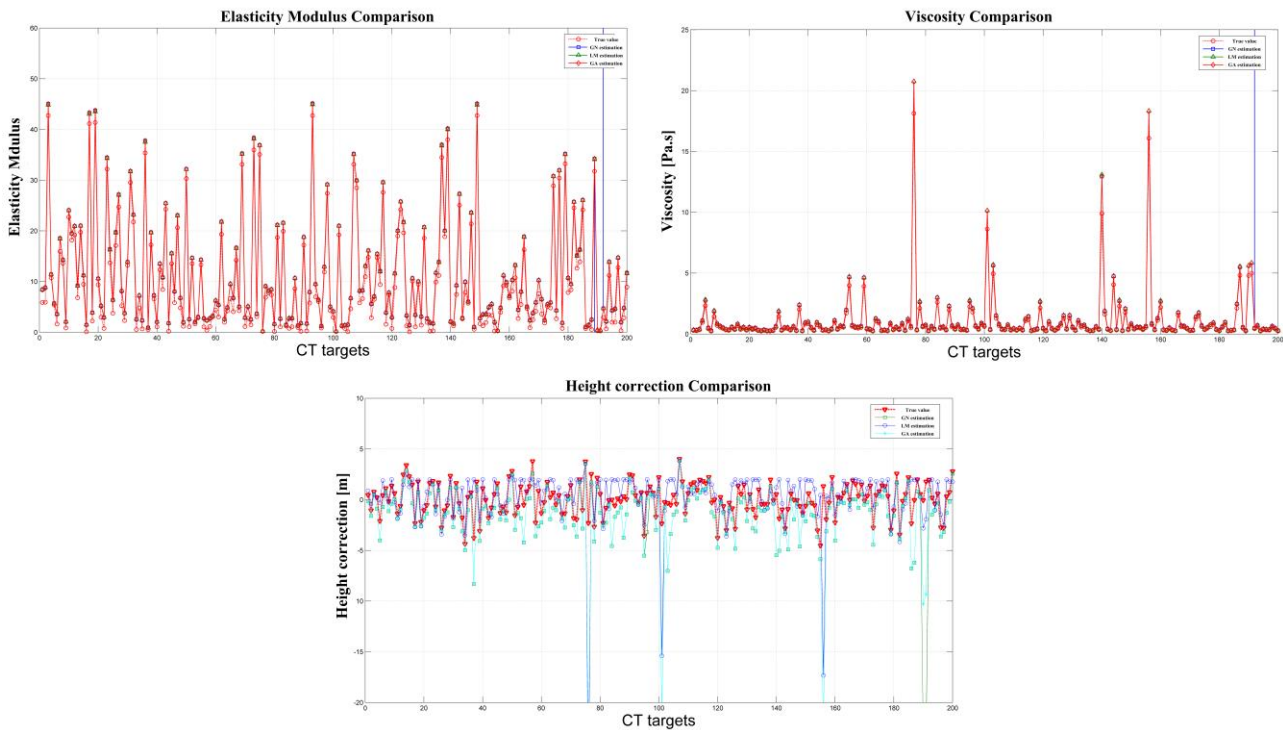 Elasticity Modulus Comparison
Elasticity Mdulus
60
50
40
30
20
10
0
True value
GN estimation
LM estimation
GA estimation
0 20 40 60 80 100 120 140 160 180 200
CT targets
Viscosity Comparison
Viscosity [Pa.s]
25
20
15
10
5
0
True value
GN estimation
LM estimation
GA estimation
0 20 40 60 80 100 120 140 160 180 200
CT targets
Height correction Comparison
Height correction [m]
10
5
0
-5
-10
-15
-20
True value
GN estimation
LM estimation
GA estimation
0 20 40 60 80 100 120 140 160 180 200
CT targets